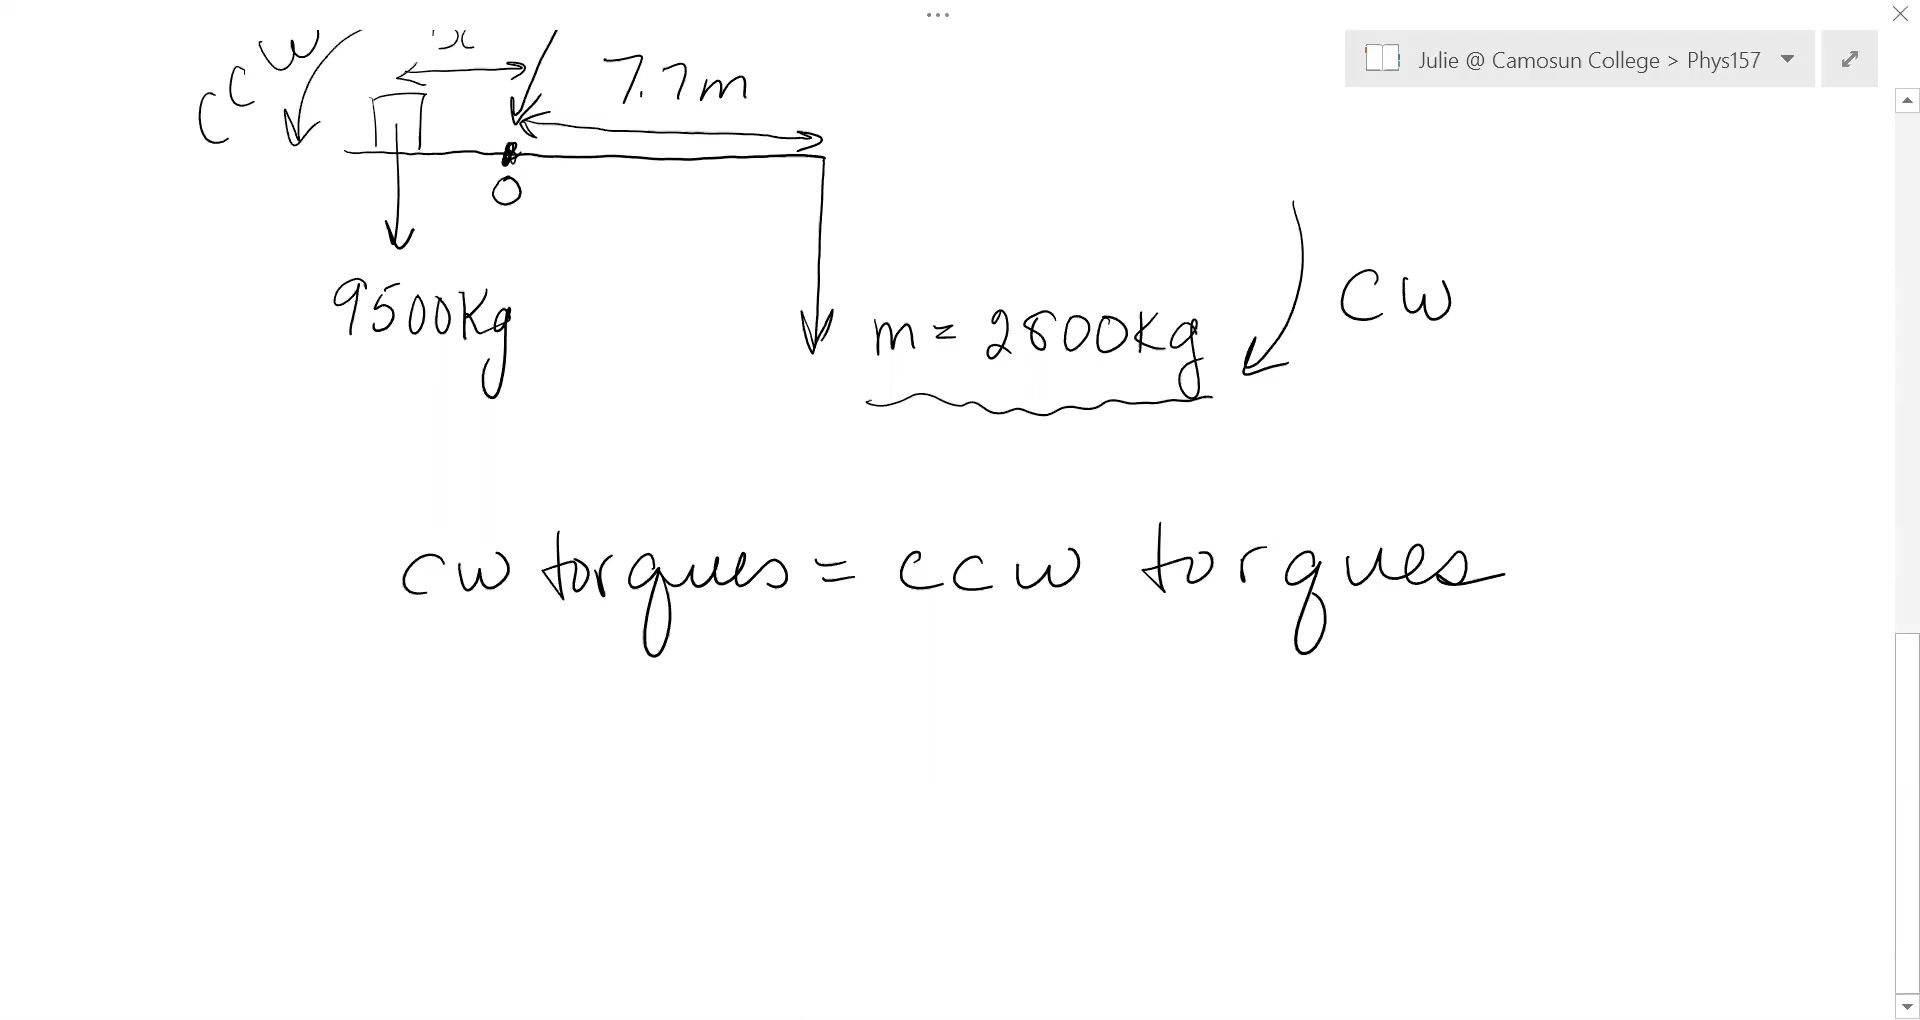 ...
Julie @ Camosun College > Phys157
x
ccw
7.7m
O
9500Kg
m = 2800Kg
cw
cw torques = ccw torques